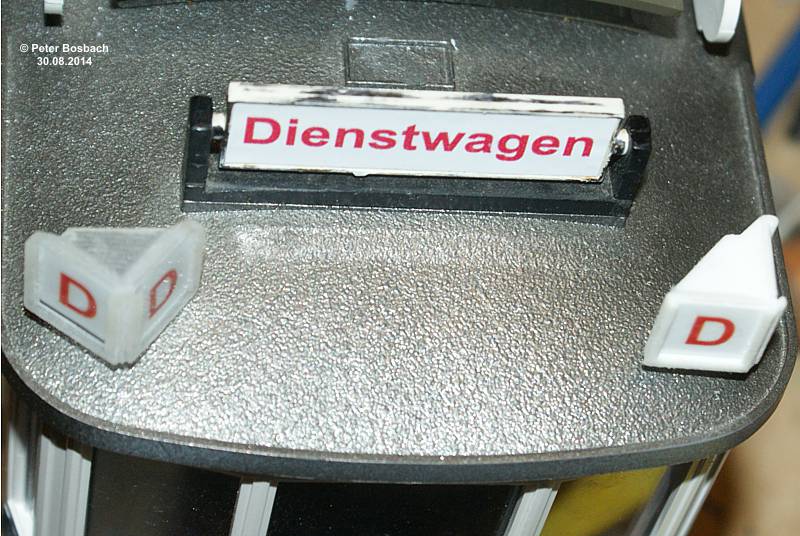 © Peter Bosbach
30.08.2014
Dienstwagen
D
D
D